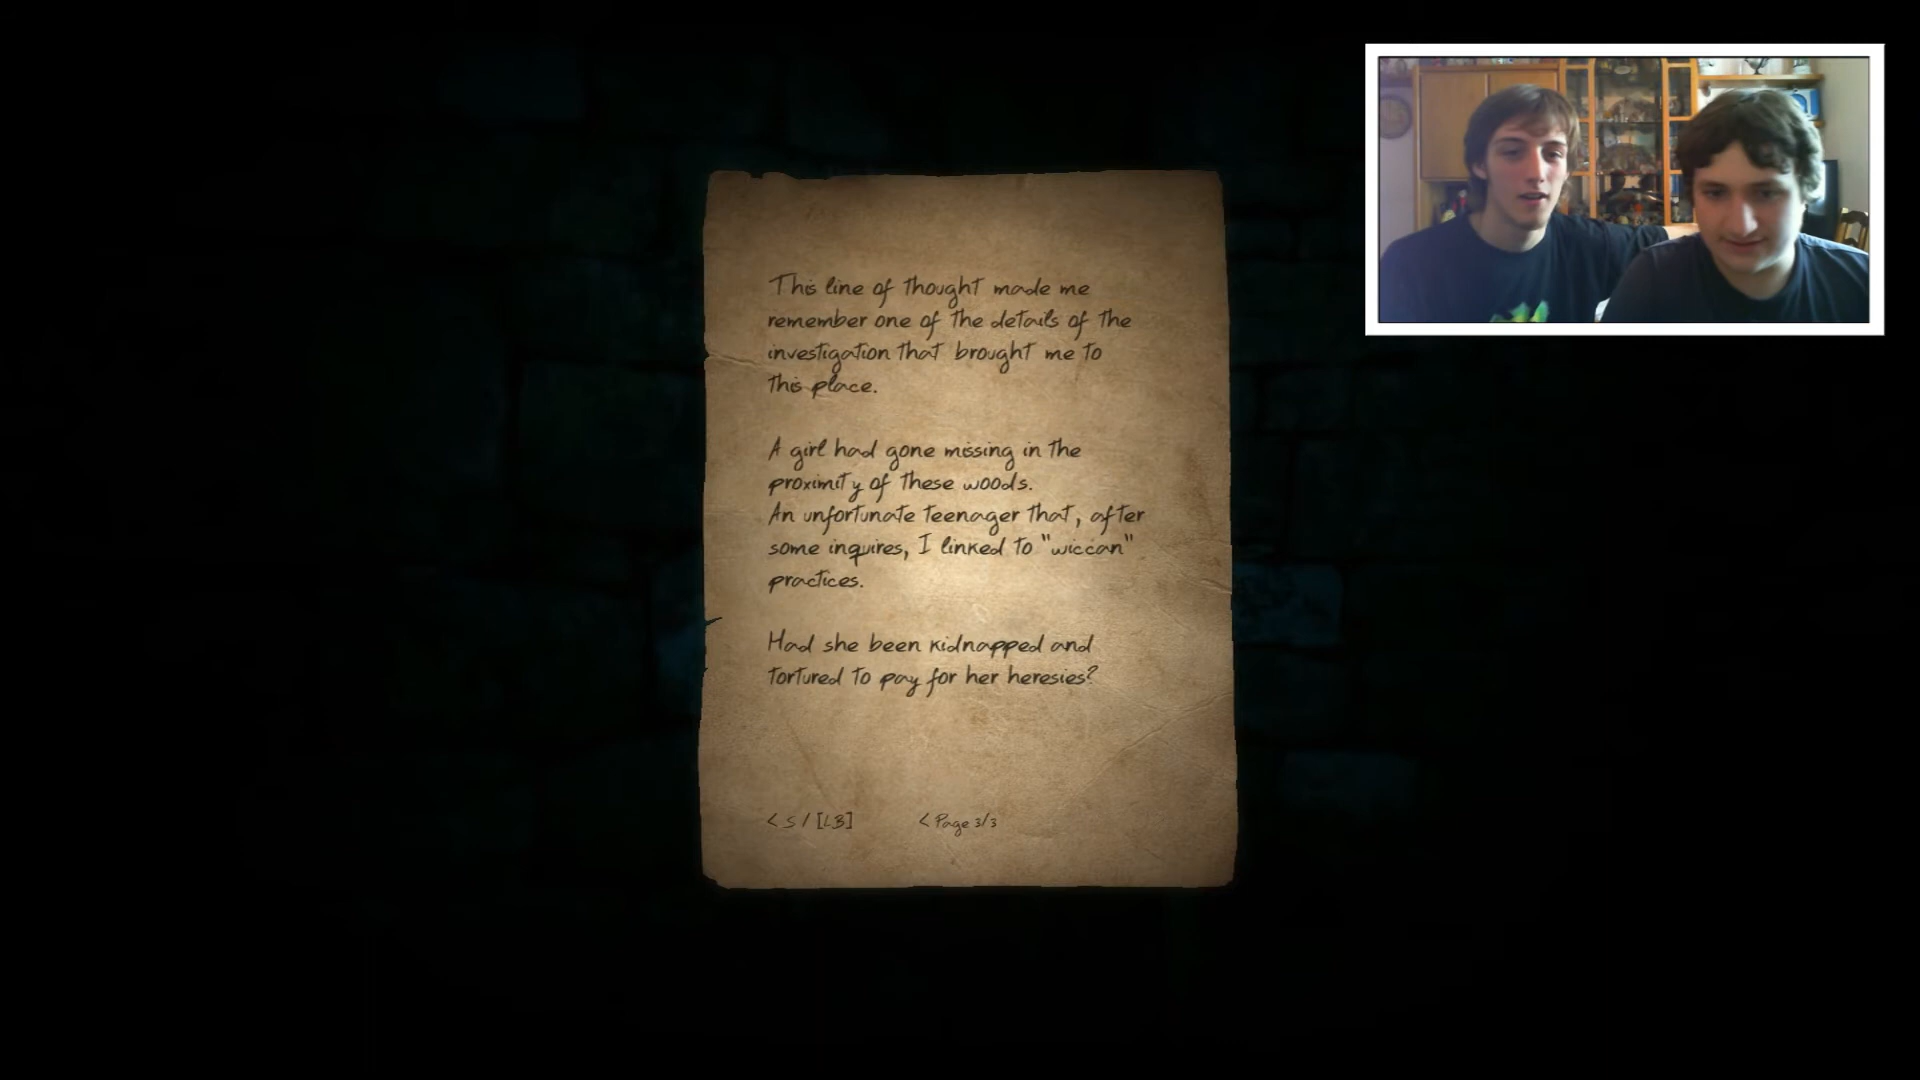 This line of thought made me
remember one of the details of the
investigation that brought me to
this place.
A girl had gone missing in the
proximity of these woods.
An unfortunate teenager that, after
some inquires, I linked to "wiccan"
practices.
Had she been kidnapped and
tortured to pay for her heresies?
< S / [LB] < Page 3/3